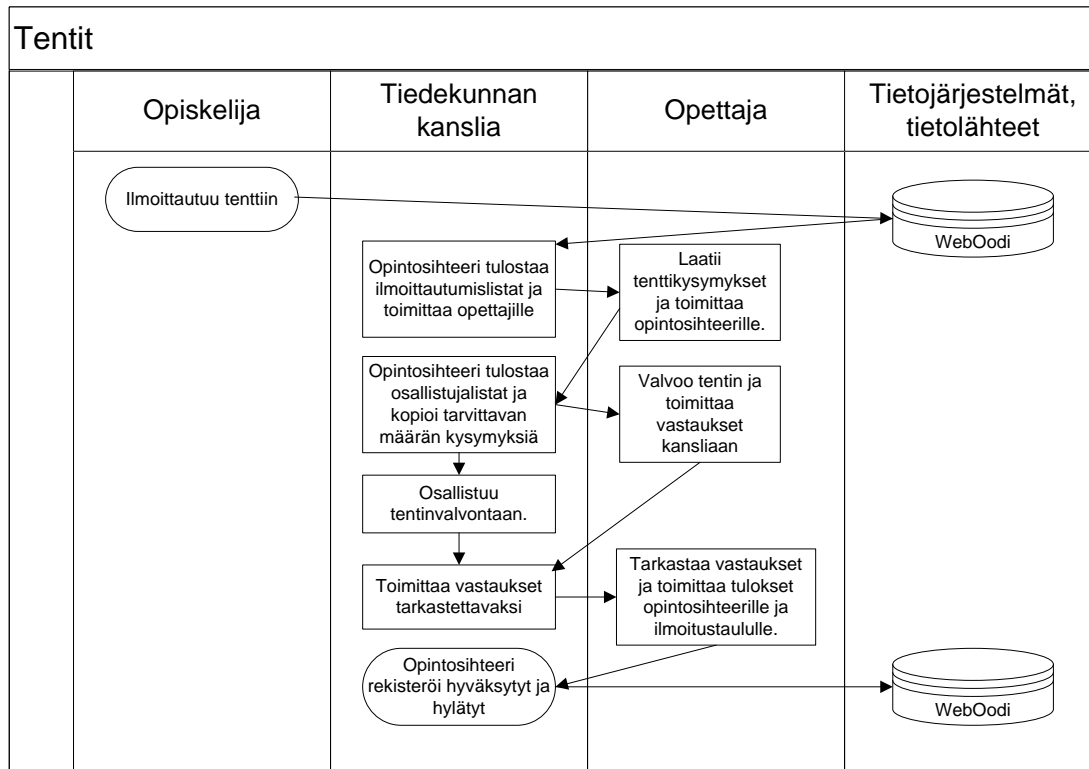 Tentit
Opiskelija
Tiedekunnan
kanslia
Opettaja
Tietojärjestelmät,
tietolähteet
Ilmoittautuu tenttiin
WebOodi
Opintosihteeri tulostaa
ilmoittautumislistat ja
toimittaa opettajille
Laatii
tenttikysymykset
ja toimittaa
opintosihteerille.
Opintosihteeri tulostaa
osallistujalistat ja
kopioi tarvittavan
määrän kysymyksiä
Valvoo tentin ja
toimittaa
vastaukset
kansliaan
Osallistuu
tentinvalvontaan.
Toimittaa vastaukset
tarkastettavaksi
Tarkastaa vastaukset
ja toimittaa tulokset
opintosihteerille ja
ilmoitustaululle.
Opintosihteeri
rekisteröi hyväksytyt ja
hylätyt
WebOodi